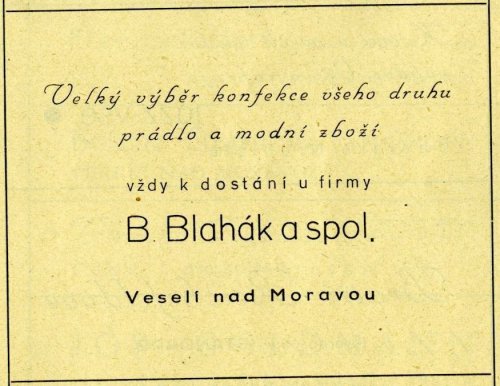 Velký výběr konfekce všeho druhu
prádlo a modní zboží
vždy k dostání u firmy
B. Blahák a spol.
Veselí nad Moravou